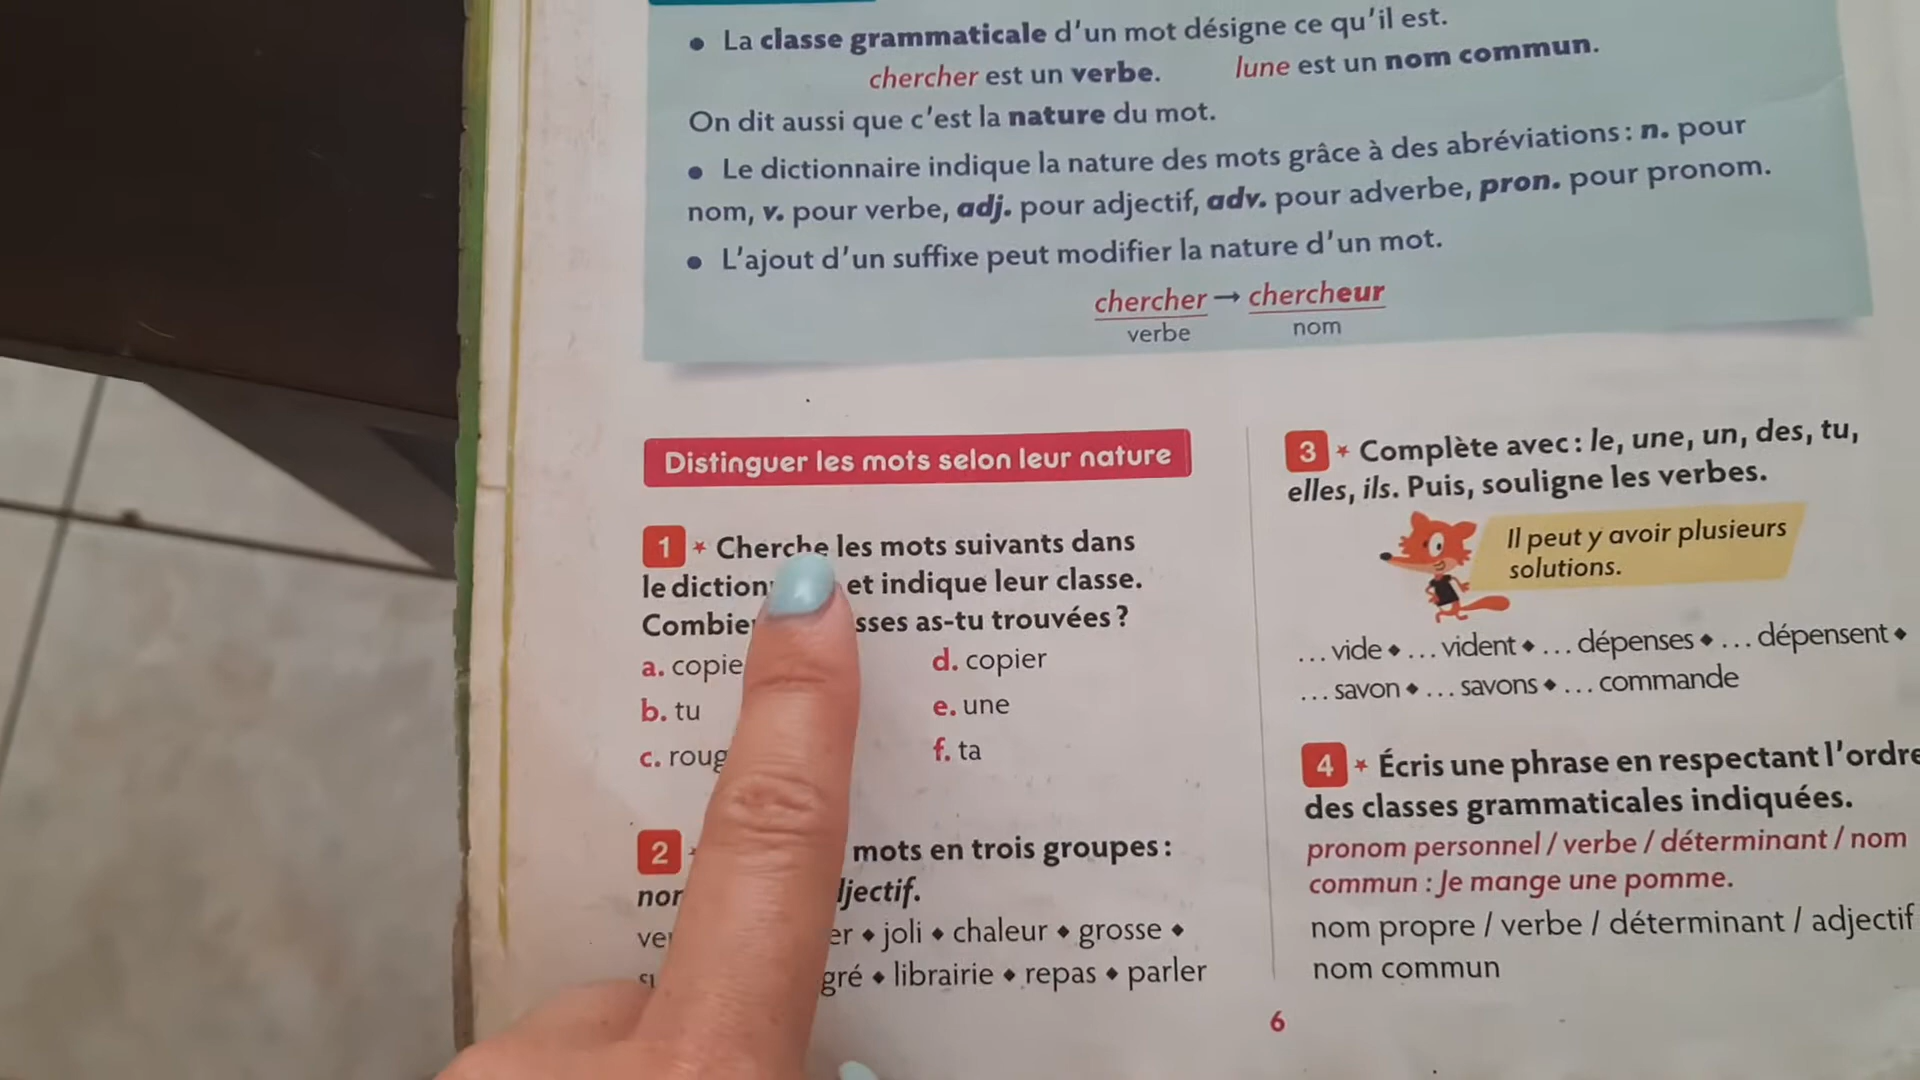 • La classe grammaticale d'un mot désigne ce qu'il est.
chercher est un verbe. lune est un nom commun.
On dit aussi que c'est la nature du mot.
• Le dictionnaire indique la nature des mots grâce à des abréviations : n. pour
nom, v. pour verbe, adj. pour adjectif, adv. pour adverbe, pron. pour pronom.
• L'ajout d'un suffixe peut modifier la nature d'un mot.
chercher → chercheur
verbe nom
Distinguer les mots selon leur nature
1 * Cherche les mots suivants dans
le et indique leur classe.
as-tu trouvées ?
a. copie
b. tu
c.
d. copier
e. une
f. ta
2 mots en trois groupes :
♦ joli ♦ chaleur ♦ grosse ♦
♦ librairie ♦ repas ♦ parler
3 * Complète avec : le, une, un, des, tu,
elles, ils. Puis, souligne les verbes.
Il peut y avoir plusieurs
solutions.
... vide ♦ ... vident ♦ ... dépenses ♦ ... dépensent ♦
... savon ♦ ... savons ♦ ... commande
4 * Écris une phrase en respectant l'ordre
des classes grammaticales indiquées.
pronom personnel / verbe / déterminant / nom
commun : Je mange une pomme.
nom propre / verbe / déterminant / adjectif
nom commun
6